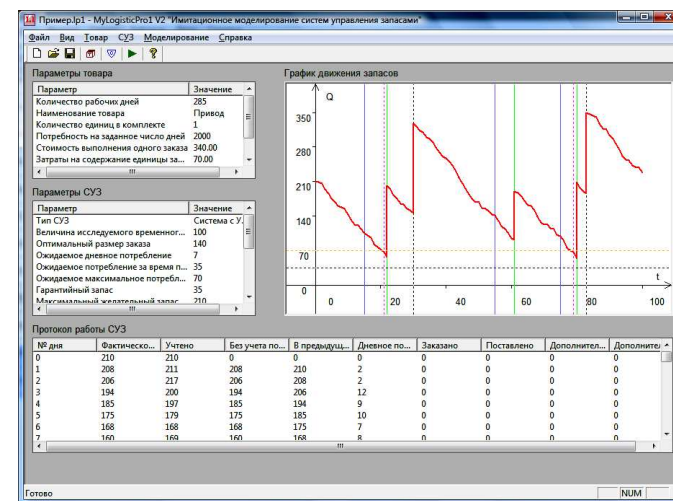 Пример.lp1 - MyLogisticPro1 V2 "Имитационное моделирование систем управления запасами"
Файл Вид Товар СУЗ Моделирование Справка
Параметры товара
Параметр Значение
Количество рабочих дней 285
Наименование товара Привод
Количество единиц в комплекте 1
Потребность на заданное число дней 2000
Стоимость выполнения одного заказа 340.00
Затраты на содержание единицы за... 70.00
Параметры СУЗ
Параметр Значение
Тип СУЗ Система с У.
Величина исследуемого временног... 100
Оптимальный размер заказа 140
Ожидаемое дневное потребление 7
Ожидаемое потребление за время п... 35
Ожидаемое максимальное потребл... 70
Гарантийный запас 35
Максимальный желательный запас 210
График движения запасов
Q
350
280
210
140
70
0
t
0 20 40 60 80 100
Протокол работы СУЗ
№ дня Фактическо... Учтено Без учета по... В предыдущ... Дневное по... Заказано Поставлено Дополнител... Дополнител
0 210 210 0 0 0 0 0 0 0
1 208 211 208 210 2 0 0 0 0
2 206 217 206 208 2 0 0 0 0
3 194 200 194 206 12 0 0 0 0
4 185 197 185 194 9 0 0 0 0
5 175 179 175 185 10 0 0 0 0
6 168 168 168 175 7 0 0 0 0
7 160 169 160 168 8 0 0 0 0
Готово NUM